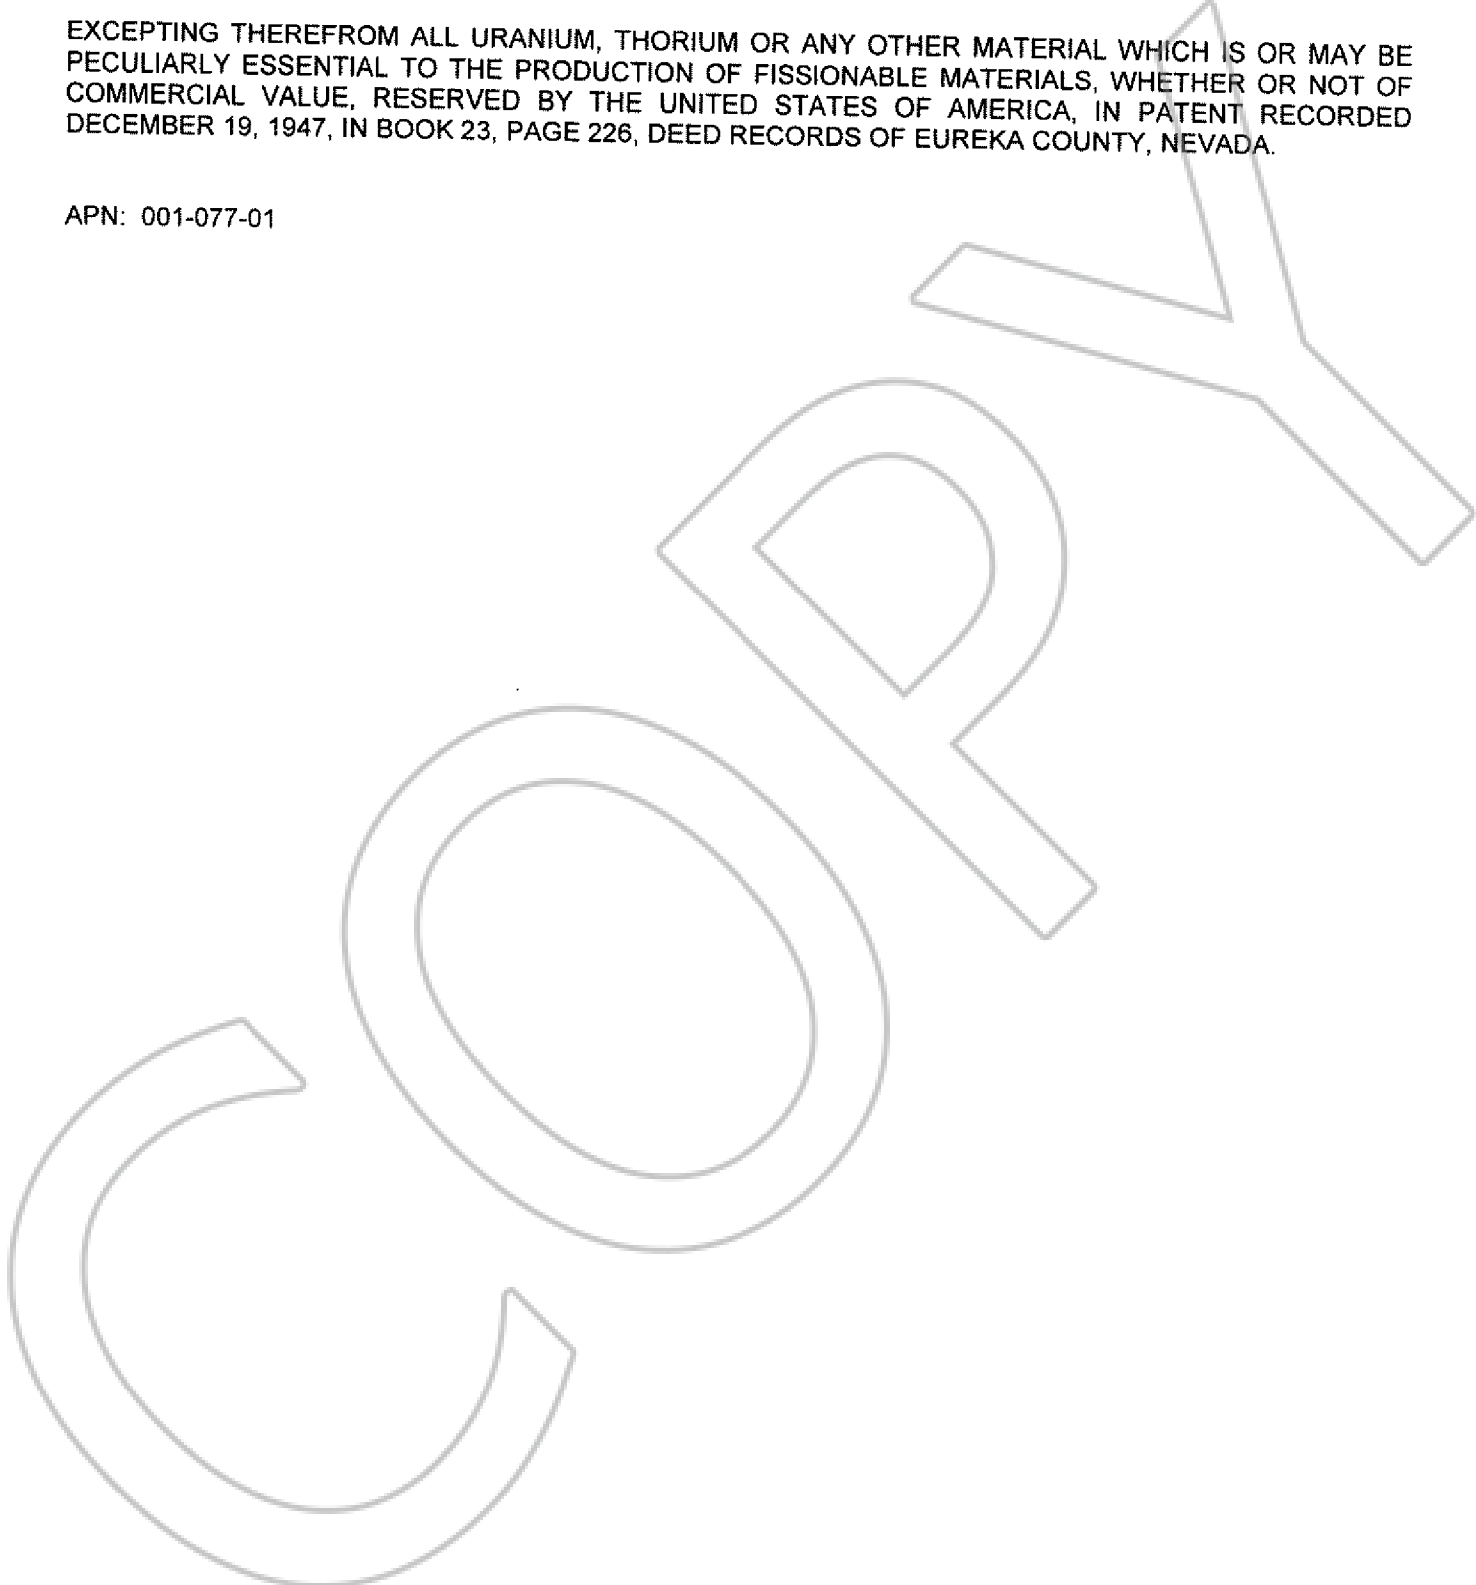 EXCEPTING THEREFROM ALL URANIUM, THORIUM OR ANY OTHER MATERIAL WHICH IS OR MAY BE
PECULIARLY ESSENTIAL TO THE PRODUCTION OF FISSIONABLE MATERIALS, WHETHER OR NOT OF
COMMERCIAL VALUE, RESERVED BY THE UNITED STATES OF AMERICA, IN PATENT RECORDED
DECEMBER 19, 1947, IN BOOK 23, PAGE 226, DEED RECORDS OF EUREKA COUNTY, NEVADA.
APN: 001-077-01
COPY